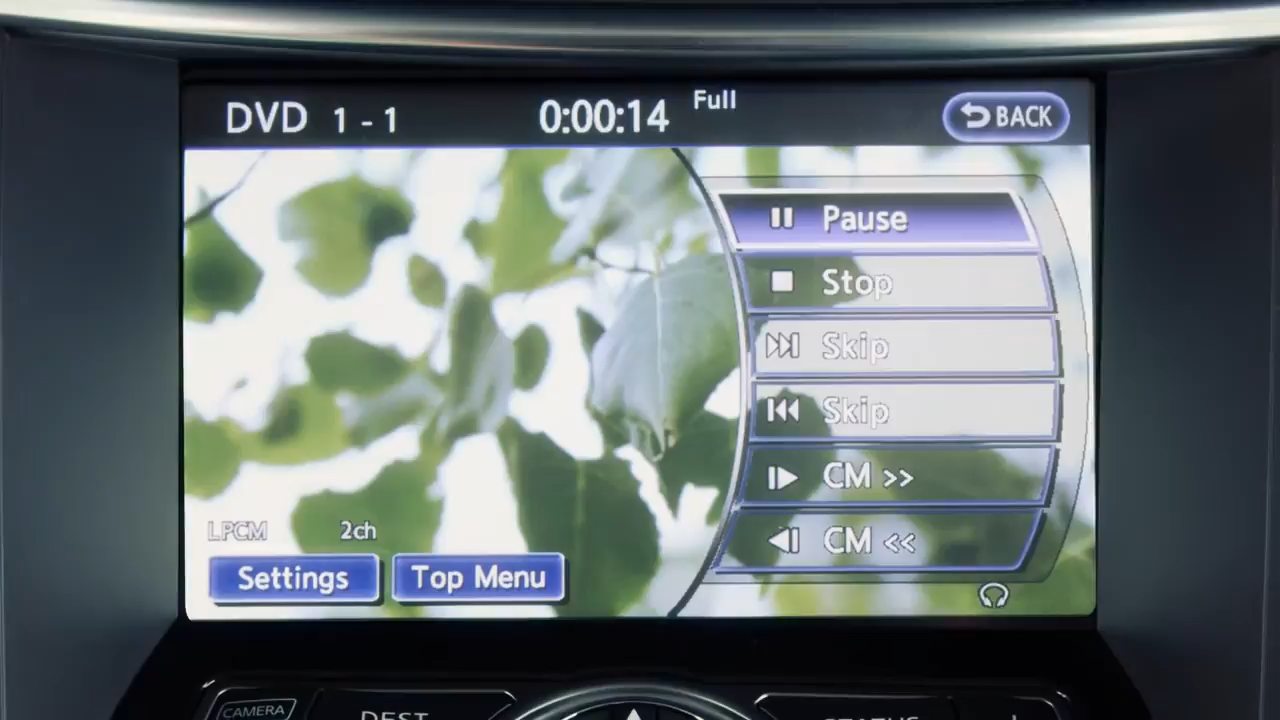 DVD 1 - 1 0:00:14 Full BACK
Pause
Stop
Skip
Skip
CM >>
CM <<
LPCM 2ch
Settings Top Menu
CAMERA DEST STATUS